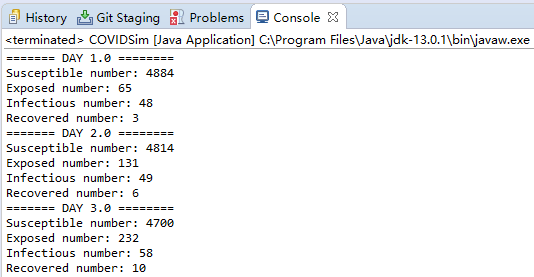 History Git Staging Problems Console
<terminated> COVIDSim [Java Application] C:\Program Files\Java\jdk-13.0.1\bin\javaw.exe
======= DAY 1.0 ========
Susceptible number: 4884
Exposed number: 65
Infectious number: 48
Recovered number: 3
======= DAY 2.0 ========
Susceptible number: 4814
Exposed number: 131
Infectious number: 49
Recovered number: 6
======= DAY 3.0 ========
Susceptible number: 4700
Exposed number: 232
Infectious number: 58
Recovered number: 10